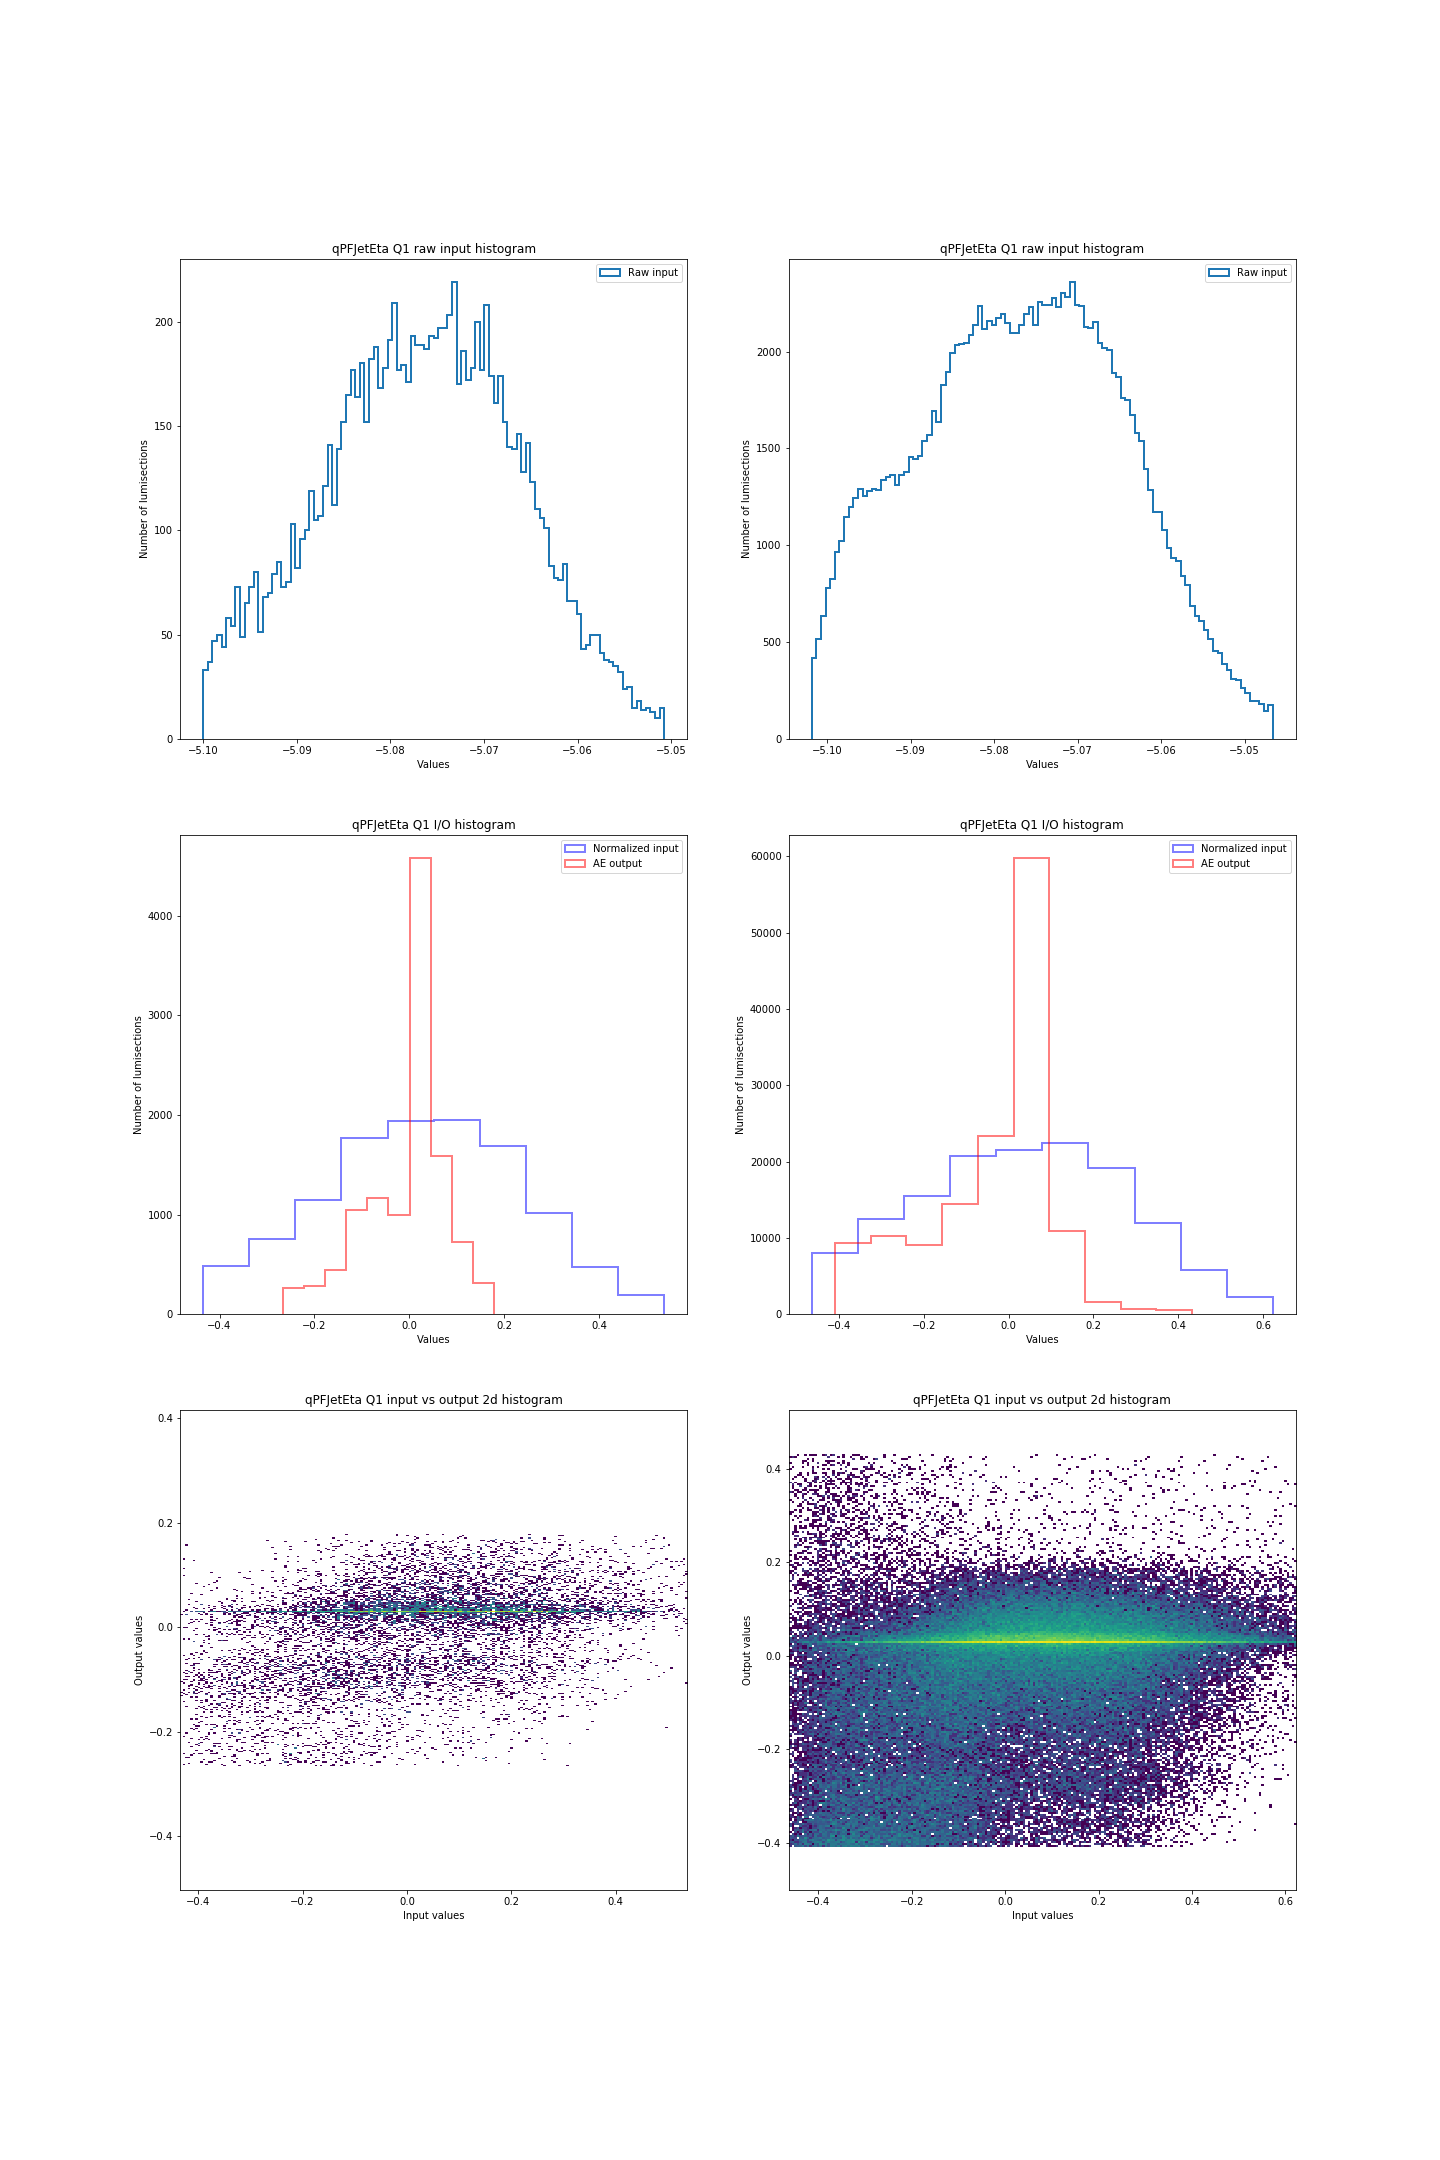 qPFJetEta Q1 raw input histogram
Raw input
Number of lumisections
200
150
100
50
0
−5.10 −5.09 −5.08 −5.07 −5.06 −5.05
Values
qPFJetEta Q1 raw input histogram
Raw input
Number of lumisections
2000
1500
1000
500
0
−5.10 −5.09 −5.08 −5.07 −5.06 −5.05
Values
qPFJetEta Q1 I/O histogram
Normalized input
AE output
Number of lumisections
4000
3000
2000
1000
0
−0.4 −0.2 0.0 0.2 0.4
Values
qPFJetEta Q1 I/O histogram
Normalized input
AE output
Number of lumisections
60000
50000
40000
30000
20000
10000
0
−0.4 −0.2 0.0 0.2 0.4 0.6
Values
qPFJetEta Q1 input vs output 2d histogram
Output values
0.4
0.2
0.0
−0.2
−0.4
−0.4 −0.2 0.0 0.2 0.4
Input values
qPFJetEta Q1 input vs output 2d histogram
Output values
0.4
0.2
0.0
−0.2
−0.4
−0.4 −0.2 0.0 0.2 0.4 0.6
Input values